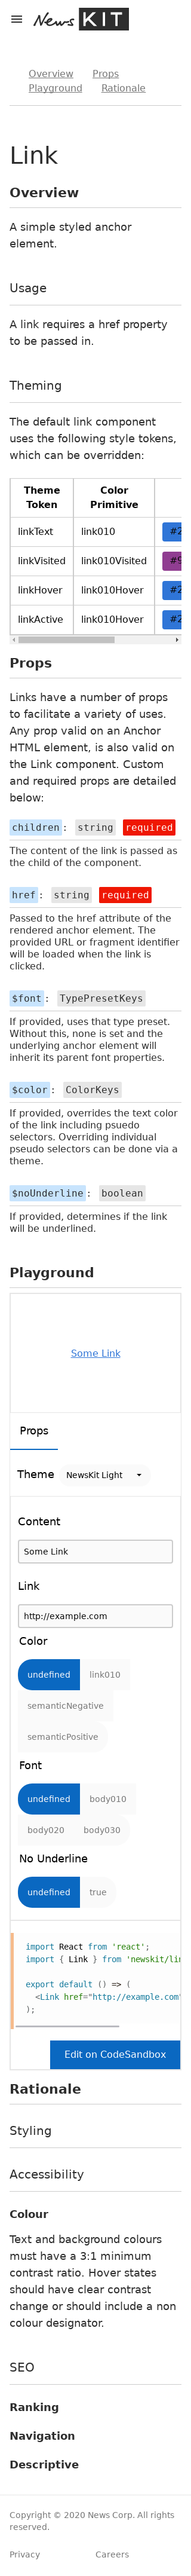 News KIT
Overview Props
Playground Rationale
Link
Overview
A simple styled anchor
element.
Usage
A link requires a href property
to be passed in.
Theming
The default link component
uses the following style tokens,
which can be overridden:
Theme Token Color Primitive
linkText link010
linkVisited link010Visited
linkHover link010Hover
linkActive link010Hover
Props
Links have a number of props
to facilitate a variety of uses.
Any prop valid on an Anchor
HTML element, is also valid on
the Link component. Custom
and required props are detailed
below:
children: string required
The content of the link is passed as
the child of the component.
href: string required
Passed to the href attribute of the
rendered anchor element. The
provided URL or fragment identifier
will be loaded when the link is
clicked.
$font: TypePresetKeys
If provided, uses that type preset.
Without this, none is set and the
underlying anchor element will
inherit its parent font properties.
$color: ColorKeys
If provided, overrides the text color
of the link including psuedo
selectors. Overriding individual
pseudo selectors can be done via a
theme.
$noUnderline: boolean
If provided, determines if the link
will be underlined.
Playground
Some Link
Props
Theme NewsKit Light
Content
Some Link
Link
http://example.com
Color
undefined link010
semanticNegative
semanticPositive
Font
undefined body010
body020 body030
No Underline
undefined true
import React from 'react';
import { Link } from 'newskit/lin
export default () => (
<Link href="http://example.com"
);
Edit on CodeSandbox
Rationale
Styling
Accessibility
Colour
Text and background colours
must have a 3:1 minimum
contrast ratio. Hover states
should have clear contrast
change or should include a non
colour designator.
SEO
Ranking
Navigation
Descriptive
Copyright © 2020 News Corp. All rights
reserved.
Privacy Careers